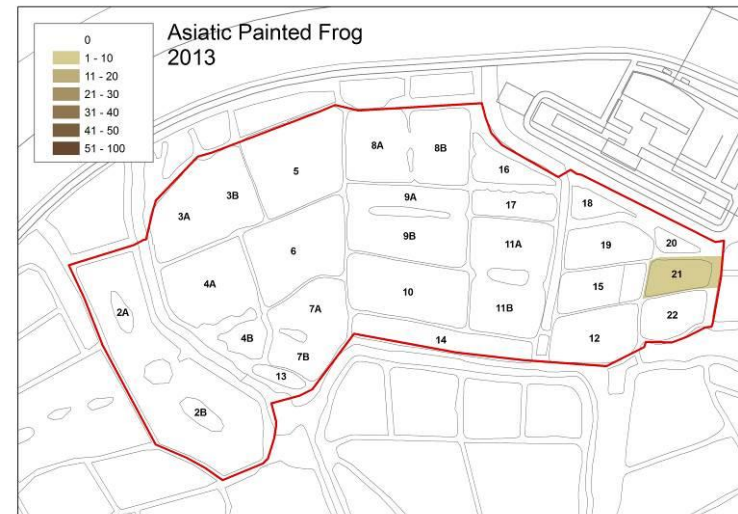 Asiatic Painted Frog
2013
0
1 - 10
11 - 20
21 - 30
31 - 40
41 - 50
51 - 100
8A
8B
5
16
3B
9A
17
18
3A
9B
11A
19
20
6
21
4A
10
15
2A
7A
11B
22
4B
14
12
7B
13
2B